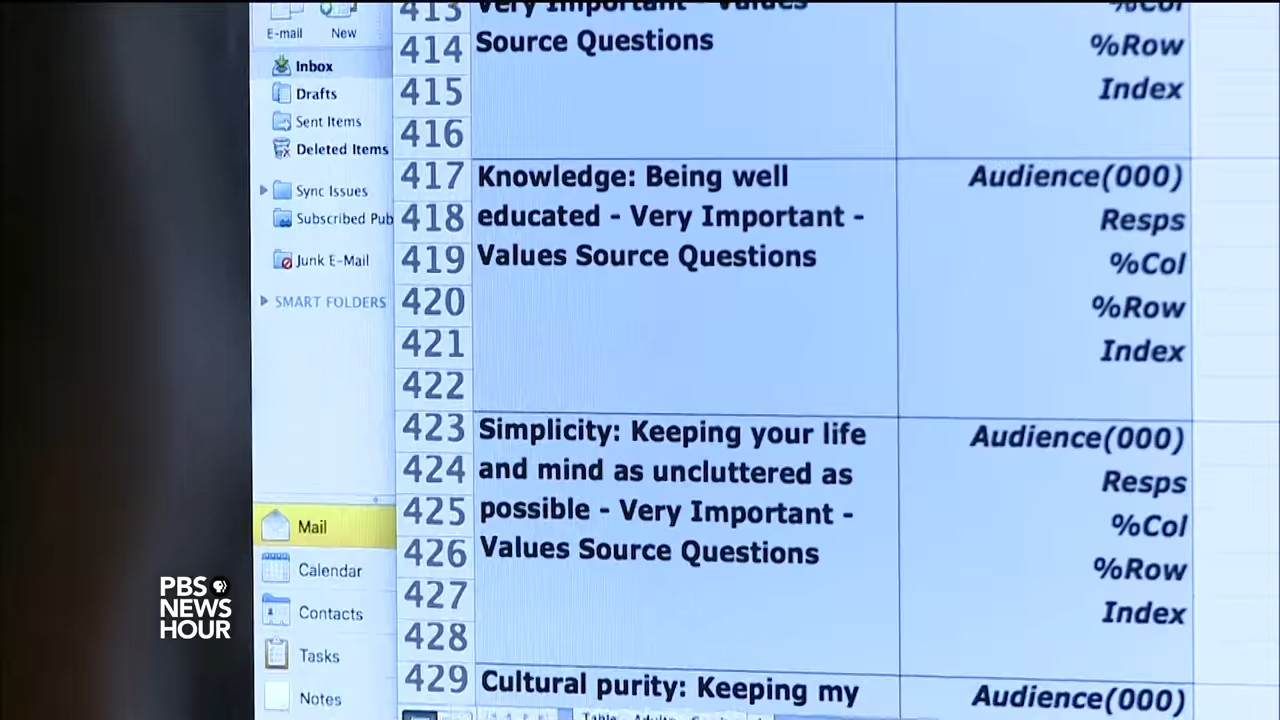 E-mail New
Inbox
Drafts
Sent Items
Deleted Items
Sync Issues
Subscribed Pub
Junk E-Mail
SMART FOLDERS
Mail
Calendar
Contacts
Tasks
Notes
413 Very Important - Values %Col
414 Source Questions %Row
415 Index
416
417 Knowledge: Being well Audience(000)
418 educated - Very Important - Resps
419 Values Source Questions %Col
420 %Row
421 Index
422
423 Simplicity: Keeping your life Audience(000)
424 and mind as uncluttered as Resps
425 possible - Very Important - %Col
426 Values Source Questions %Row
427 Index
428
429 Cultural purity: Keeping my Audience(000)
PBS
NEWS
HOUR